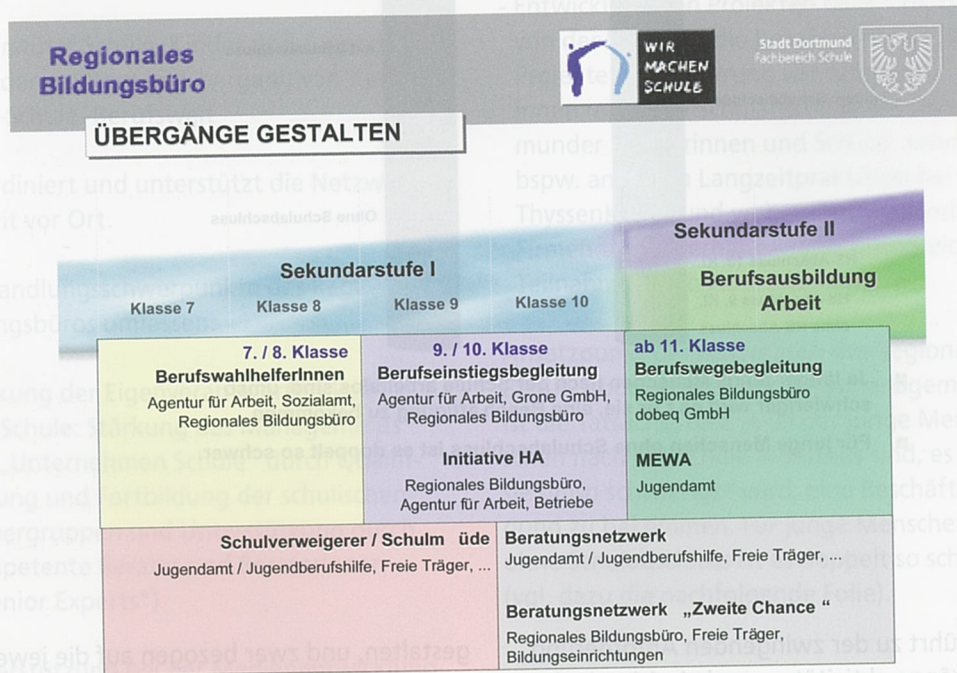 Regionales
Bildungsbüro
WIR
MACHEN
SCHULE
Stadt Dortmund
Fachbereich Schule
ÜBERGÄNGE GESTALTEN
Sekundarstufe I
Sekundarstufe II
Klasse 7
Klasse 8
Klasse 9
Klasse 10
Berufsausbildung
Arbeit
7. / 8. Klasse
BerufswahlhelferInnen
Agentur für Arbeit, Sozialamt,
Regionales Bildungsbüro
9. / 10. Klasse
Berufseinstiegsbegleitung
Agentur für Arbeit, Grone GmbH,
Regionales Bildungsbüro
Initiative HA
Regionales Bildungsbüro,
Agentur für Arbeit, Betriebe
ab 11. Klasse
Berufswegebegleitung
Regionales Bildungsbüro
dobeq GmbH
MEWA
Jugendamt
Schulverweigerer / Schulm üde
Jugendamt / Jugendberufshilfe, Freie Träger, ...
Beratungsnetzwerk
Jugendamt / Jugendberufshilfe, Freie Träger, ...
Beratungsnetzwerk „Zweite Chance “
Regionales Bildungsbüro, Freie Träger,
Bildungseinrichtungen